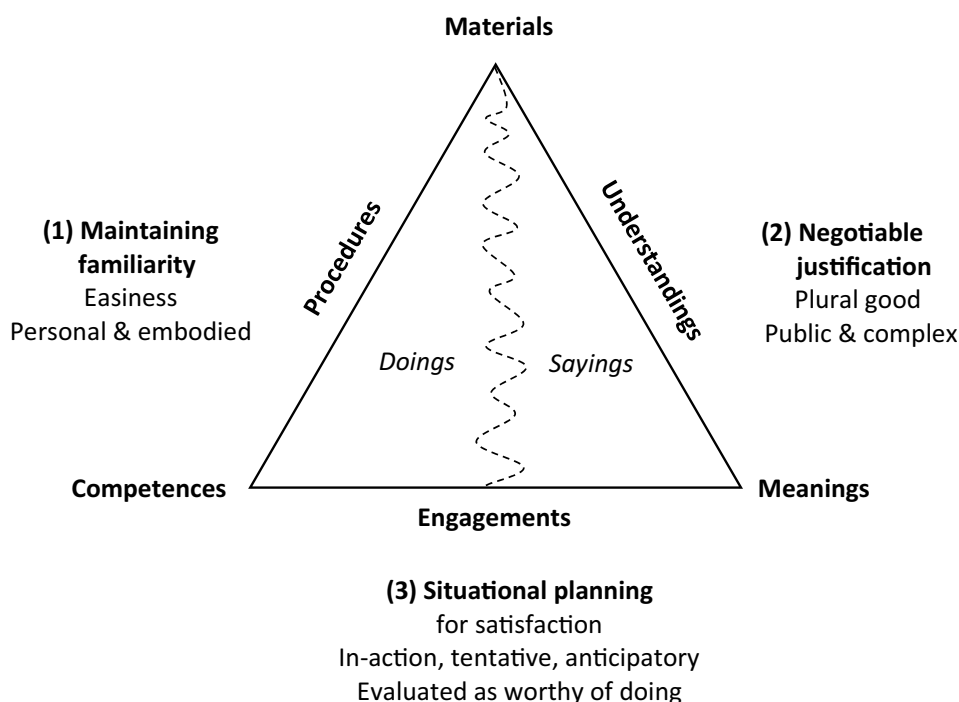 Materials
(1) Maintaining
familiarity
Easiness
Personal & embodied
Procedures
Understandings
(2) Negotiable
justification
Plural good
Public & complex
Doings
Sayings
Competences
Meanings
Engagements
(3) Situational planning
for satisfaction
In-action, tentative, anticipatory
Evaluated as worthy of doing